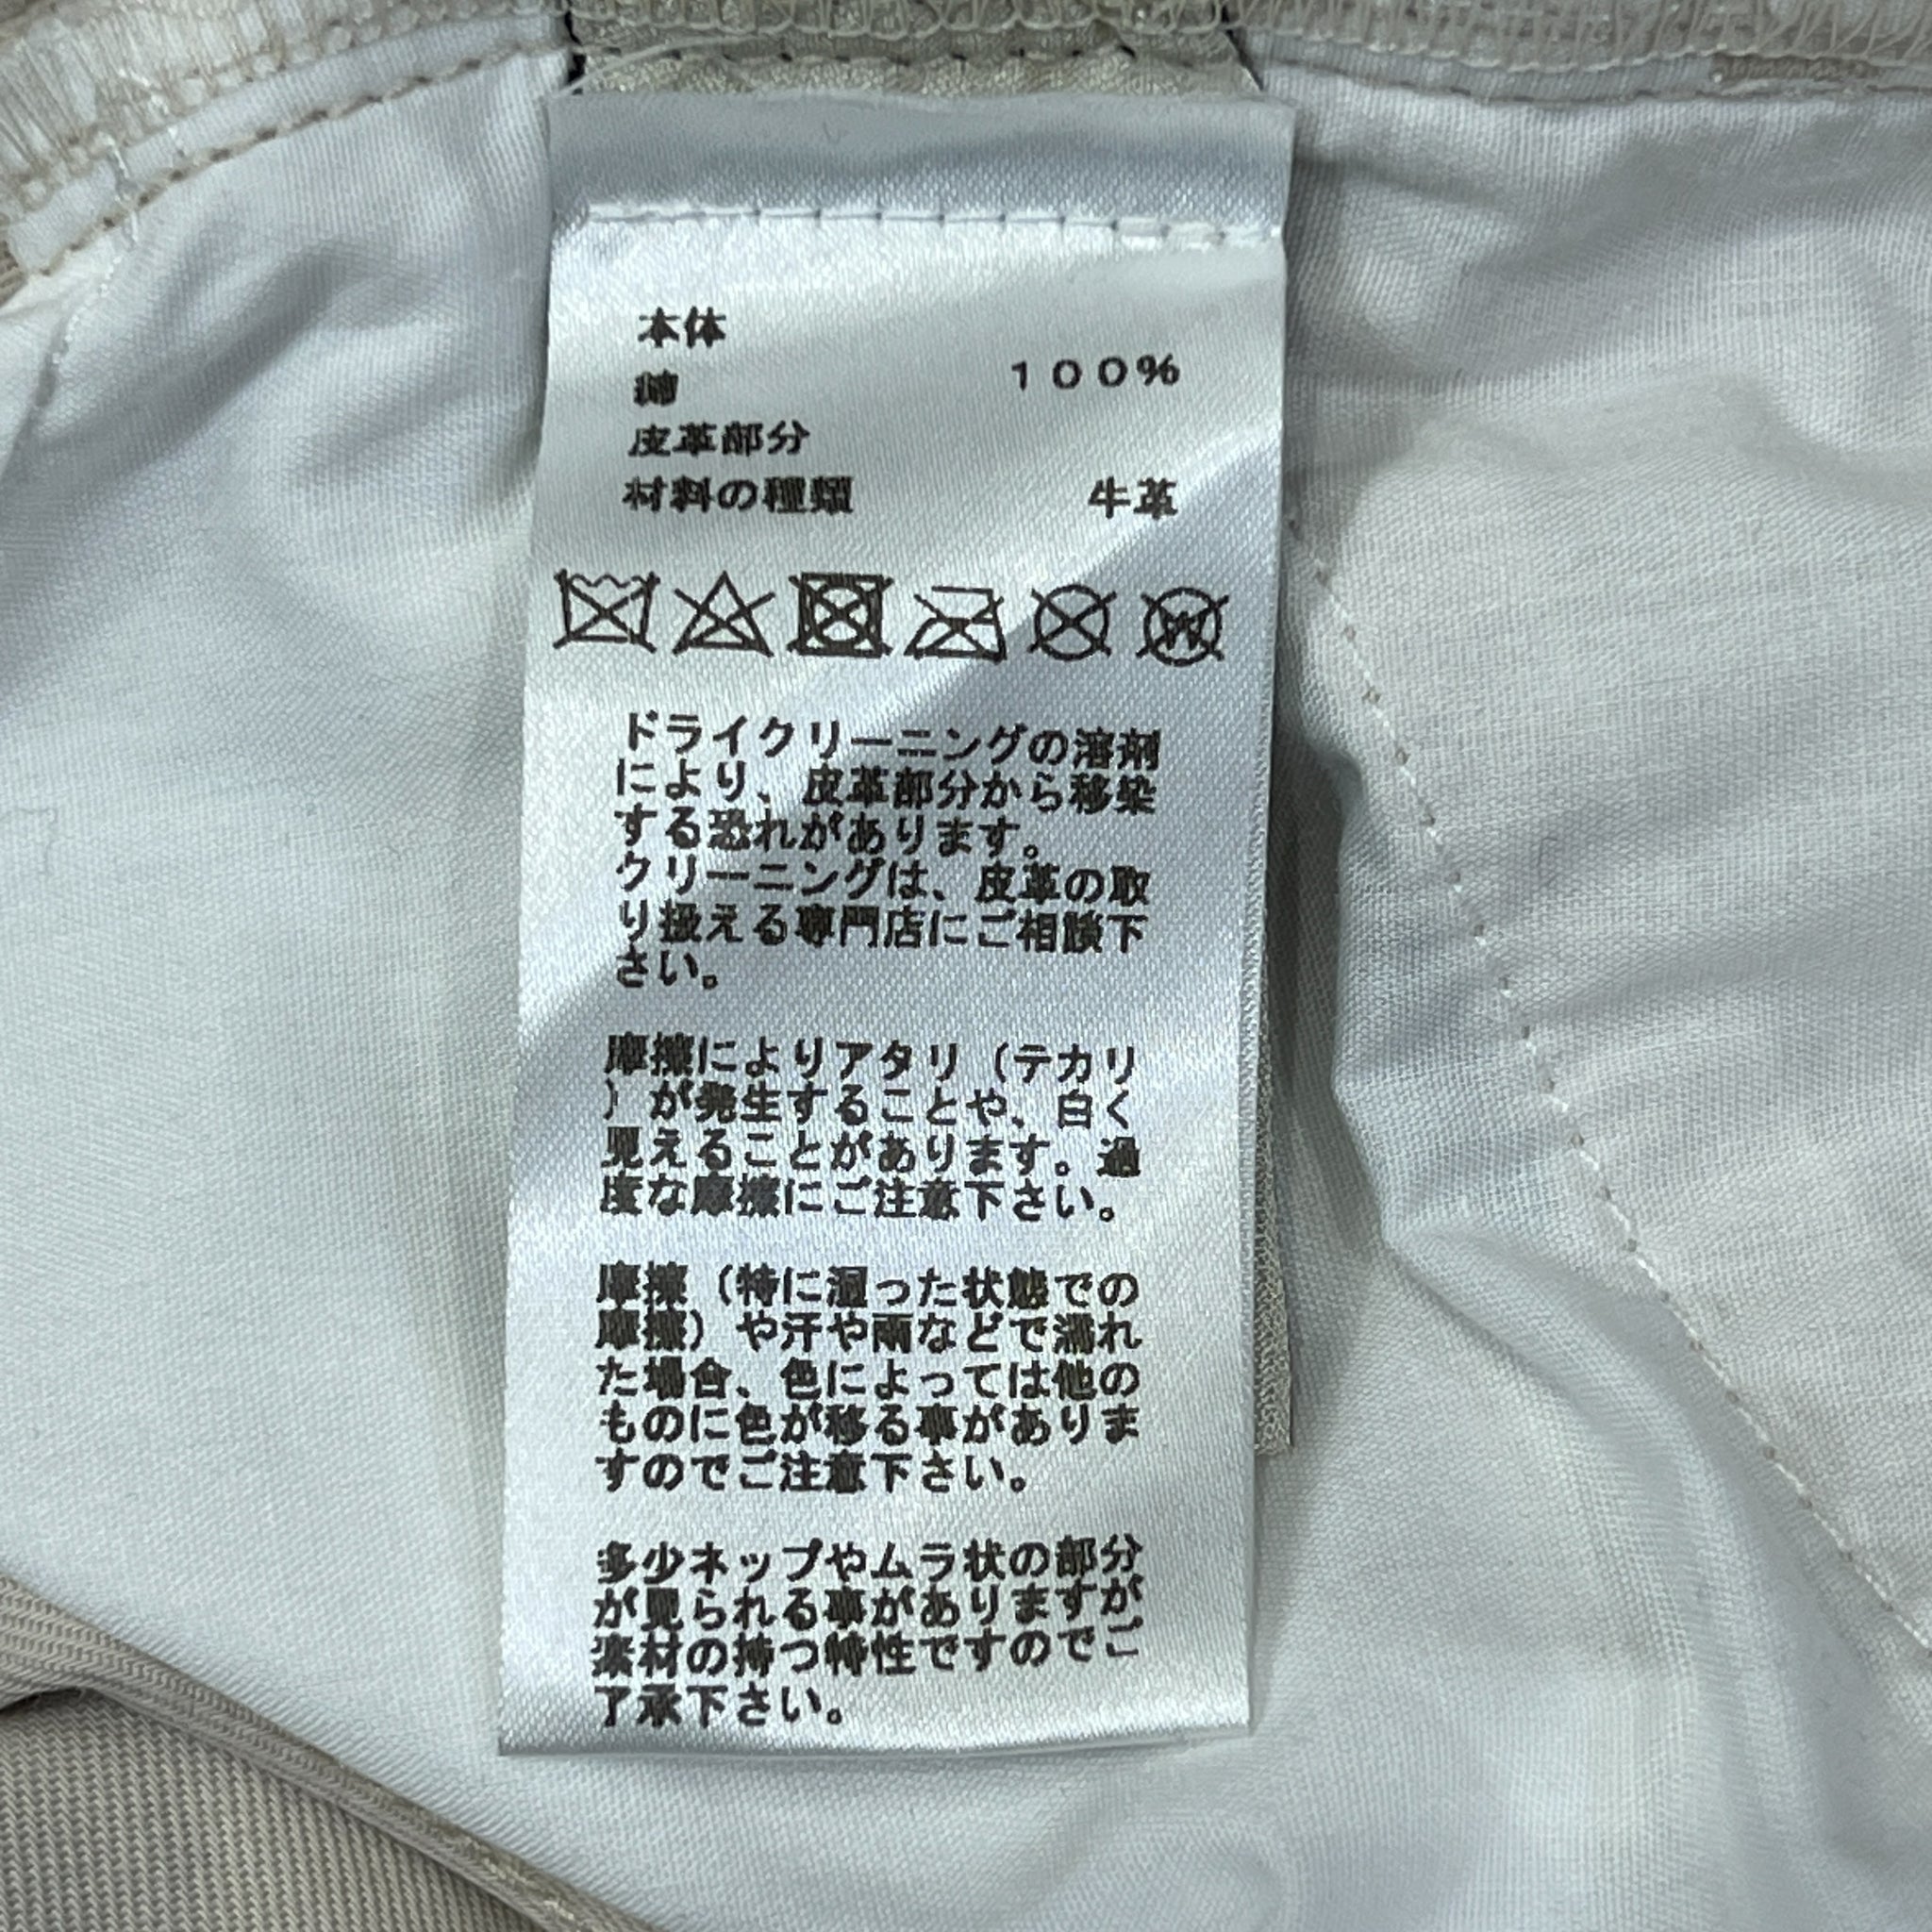 本体
綿 100%
皮革部分
材料の種類 牛革
W
ドライクリーニングの溶剤
により、皮革部分から移染
する恐れがあります。
クリーニングは、皮革の取
り扱える専門店にご相談下
さい。
摩擦によりアタリ(テカリ
)が発生することや、白く
見えることがあります。過
度な摩擦にご注意下さい。
摩擦(特に湿った状態での
摩擦)や汗や雨などで濡れ
た場合、色によっては他の
ものに色が移る事がありま
すのでご注意下さい。
多少ネップやムラ状の部分
が見られる事がありますが
素材の持つ特性ですのでご
了承下さい。